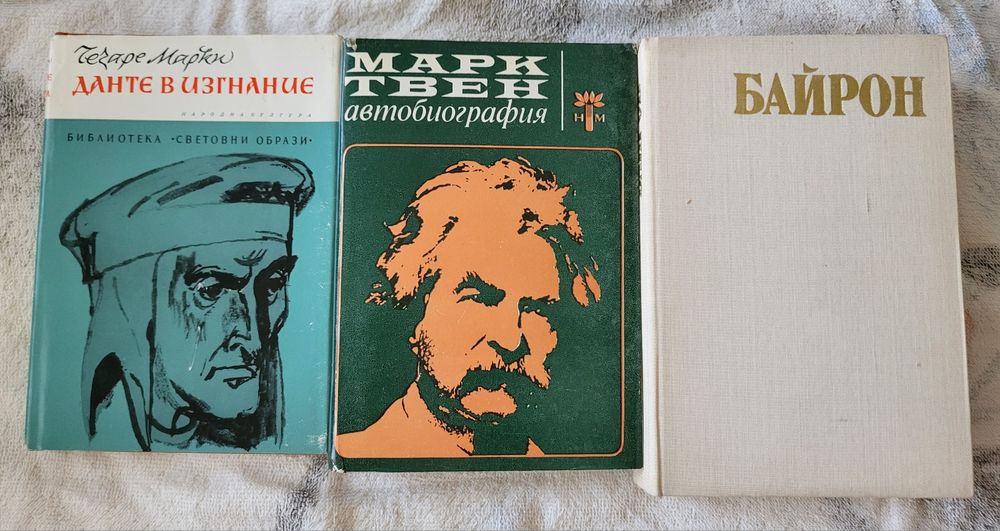 Чезаре Марки
ДАНТЕ В ИЗГНАНИЕ
НАРОДНА КУЛТУРА
БИБЛИОТЕКА "СВЕТОВНИ ОБРАЗИ"
МАРК
ТВЕН
автобиография
НМ
БАЙРОН